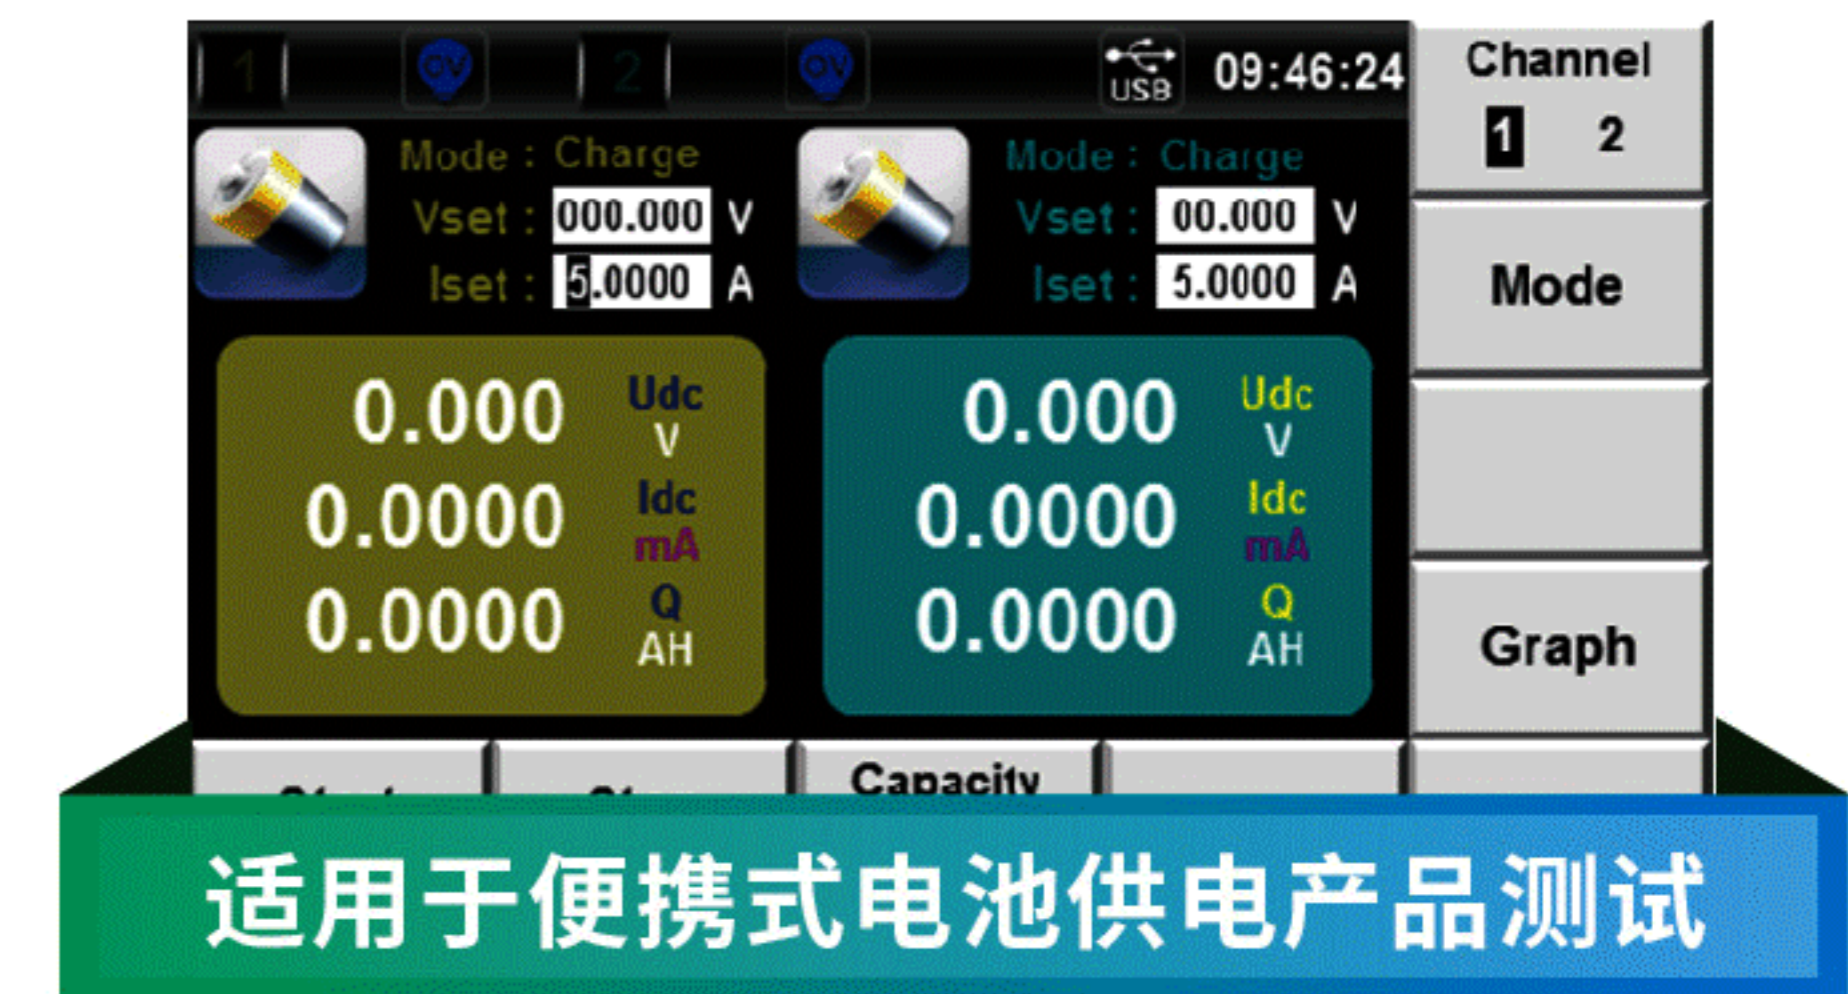 1 CV 2 CV USB 09:46:24
Channel
1 2
Mode : Charge
Vset : 000.000 V
Iset : 5.0000 A
Mode : Charge
Vset : 00.000 V
Iset : 5.0000 A
Mode
0.000 Udc V
0.0000 Idc mA
0.0000 Q AH
0.000 Udc V
0.0000 Idc mA
0.0000 Q AH
Graph
Capacity
适用于便携式电池供电产品测试